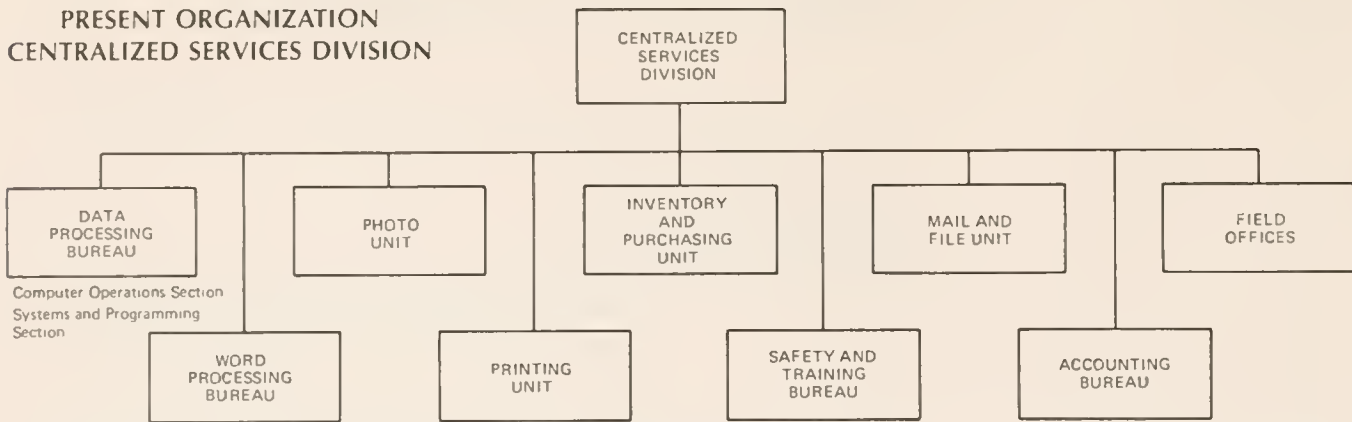 PRESENT ORGANIZATION
CENTRALIZED SERVICES DIVISION
CENTRALIZED
SERVICES
DIVISION
DATA
PROCESSING
BUREAU
Computer Operations Section
Systems and Programming
Section
PHOTO
UNIT
INVENTORY
AND
PURCHASING
UNIT
MAIL AND
FILE UNIT
FIELD
OFFICES
WORD
PROCESSING
BUREAU
PRINTING
UNIT
SAFETY AND
TRAINING
BUREAU
ACCOUNTING
BUREAU